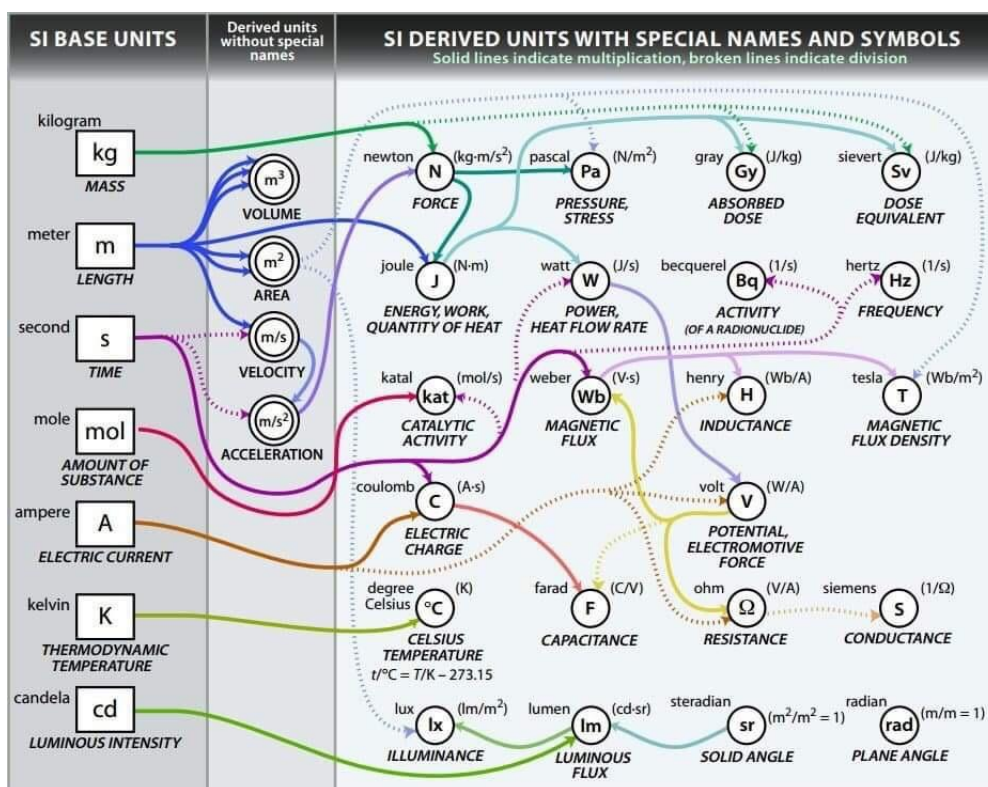 SI BASE UNITS
Derived units
without special
names
SI DERIVED UNITS WITH SPECIAL NAMES AND SYMBOLS
Solid lines indicate multiplication, broken lines indicate division
kilogram
kg
MASS
meter
m
LENGTH
second
s
TIME
mole
mol
AMOUNT OF
SUBSTANCE
ampere
A
ELECTRIC CURRENT
kelvin
K
THERMODYNAMIC
TEMPERATURE
candela
cd
LUMINOUS INTENSITY
m³
VOLUME
m²
AREA
m/s
VELOCITY
m/s²
ACCELERATION
newton
N
(kg·m/s²)
FORCE
pascal
Pa
(N/m²)
PRESSURE,
STRESS
gray
Gy
(J/kg)
ABSORBED
DOSE
sievert
Sv
(J/kg)
DOSE
EQUIVALENT
joule
J
(N·m)
ENERGY, WORK,
QUANTITY OF HEAT
watt
W
(J/s)
POWER,
HEAT FLOW RATE
becquerel
Bq
(1/s)
ACTIVITY
(OF A RADIONUCLIDE)
hertz
Hz
(1/s)
FREQUENCY
katal
kat
(mol/s)
CATALYTIC
ACTIVITY
weber
Wb
(V·s)
MAGNETIC
FLUX
henry
H
(Wb/A)
INDUCTANCE
tesla
T
(Wb/m²)
MAGNETIC
FLUX DENSITY
coulomb
C
(A·s)
ELECTRIC
CHARGE
volt
V
(W/A)
POTENTIAL,
ELECTROMOTIVE
FORCE
degree
Celsius
°C
(K)
CELSIUS
TEMPERATURE
t/°C = T/K – 273.15
farad
F
(C/V)
CAPACITANCE
ohm
Ω
(V/A)
RESISTANCE
siemens
S
(1/Ω)
CONDUCTANCE
lux
lx
(lm/m²)
ILLUMINANCE
lumen
lm
(cd·sr)
LUMINOUS
FLUX
steradian
sr
(m²/m² = 1)
SOLID ANGLE
radian
rad
(m/m = 1)
PLANE ANGLE